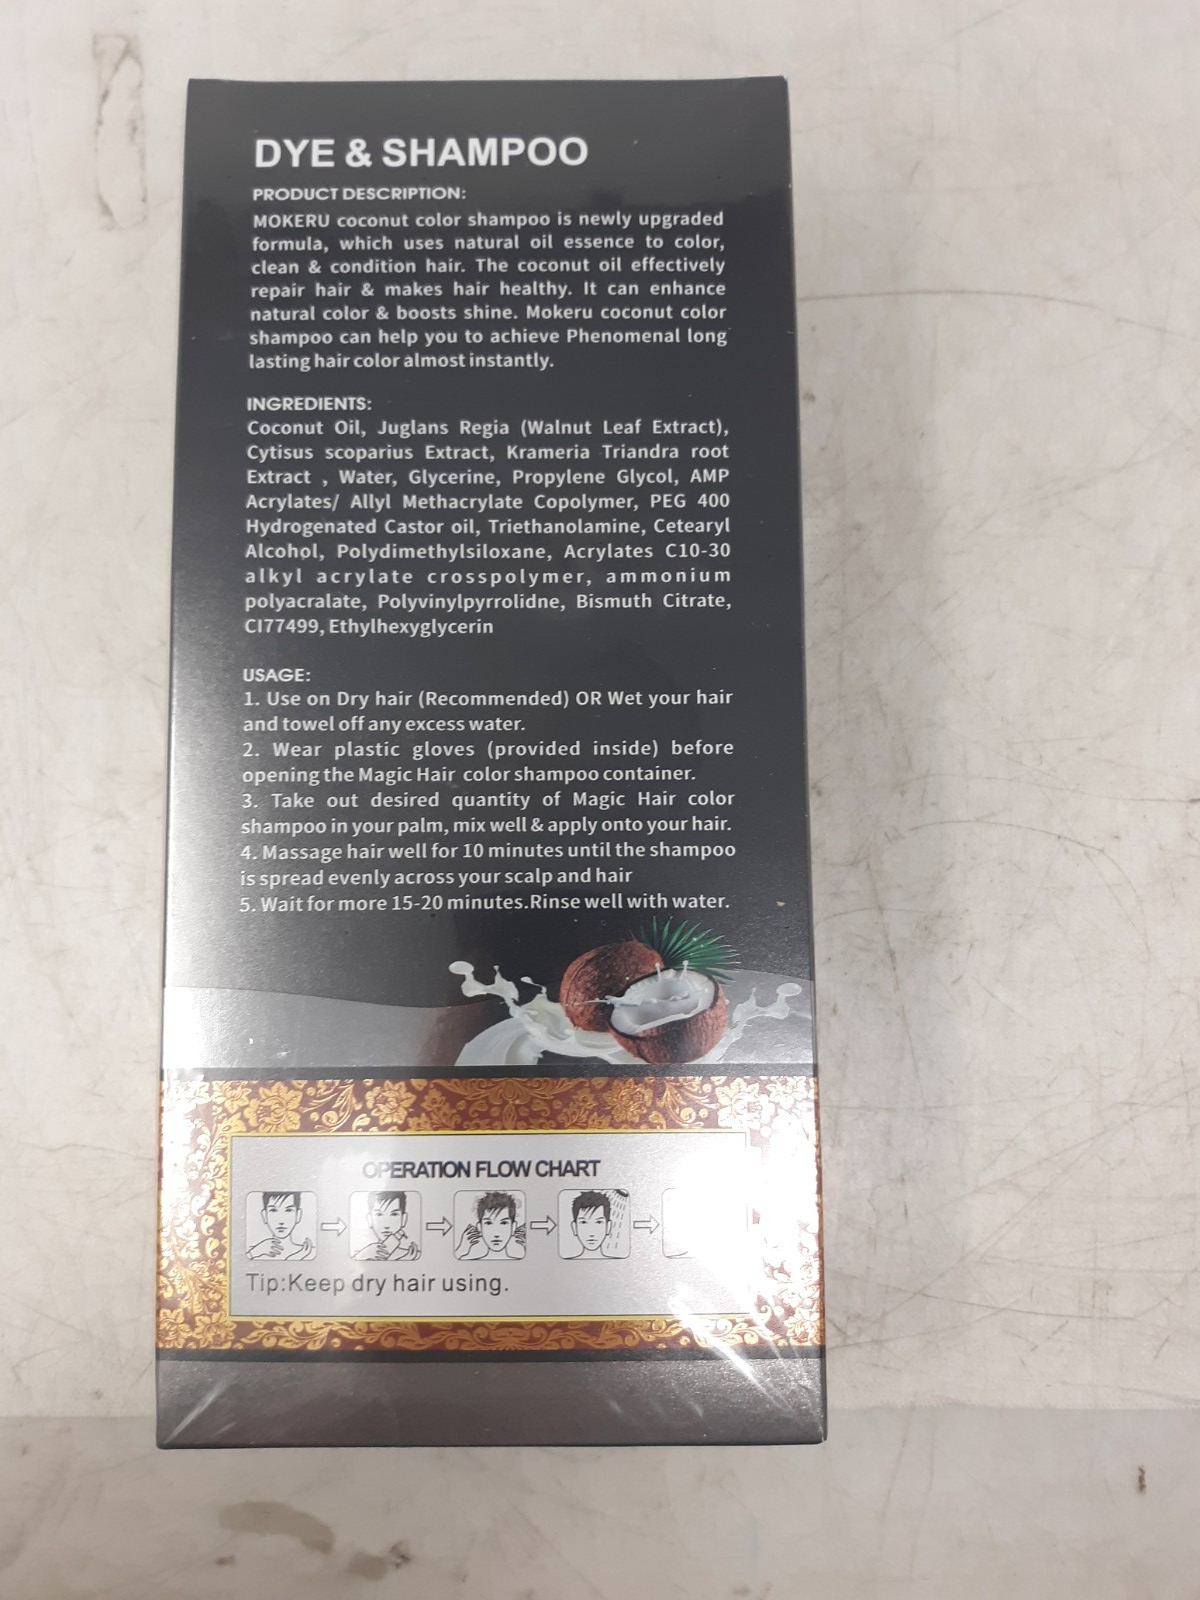 DYE & SHAMPOO
PRODUCT DESCRIPTION:
MOKERU coconut color shampoo is newly upgraded
formula, which uses natural oil essence to color,
clean & condition hair. The coconut oil effectively
repair hair & makes hair healthy. It can enhance
natural color & boosts shine. Mokeru coconut color
shampoo can help you to achieve Phenomenal long
lasting hair color almost instantly.
INGREDIENTS:
Coconut Oil, Juglans Regia (Walnut Leaf Extract),
Cytisus scoparius Extract, Krameria Triandra root
Extract , Water, Glycerine, Propylene Glycol, AMP
Acrylates/ Allyl Methacrylate Copolymer, PEG 400
Hydrogenated Castor oil, Triethanolamine, Cetearyl
Alcohol, Polydimethylsiloxane, Acrylates C10-30
alkyl acrylate crosspolymer, ammonium
polyacralate, Polyvinylpyrrolidne, Bismuth Citrate,
CI77499, Ethylhexyglycerin
USAGE:
1. Use on Dry hair (Recommended) OR Wet your hair
and towel off any excess water.
2. Wear plastic gloves (provided inside) before
opening the Magic Hair color shampoo container.
3. Take out desired quantity of Magic Hair color
shampoo in your palm, mix well & apply onto your hair.
4. Massage hair well for 10 minutes until the shampoo
is spread evenly across your scalp and hair
5. Wait for more 15-20 minutes.Rinse well with water.
OPERATION FLOW CHART
Tip:Keep dry hair using.